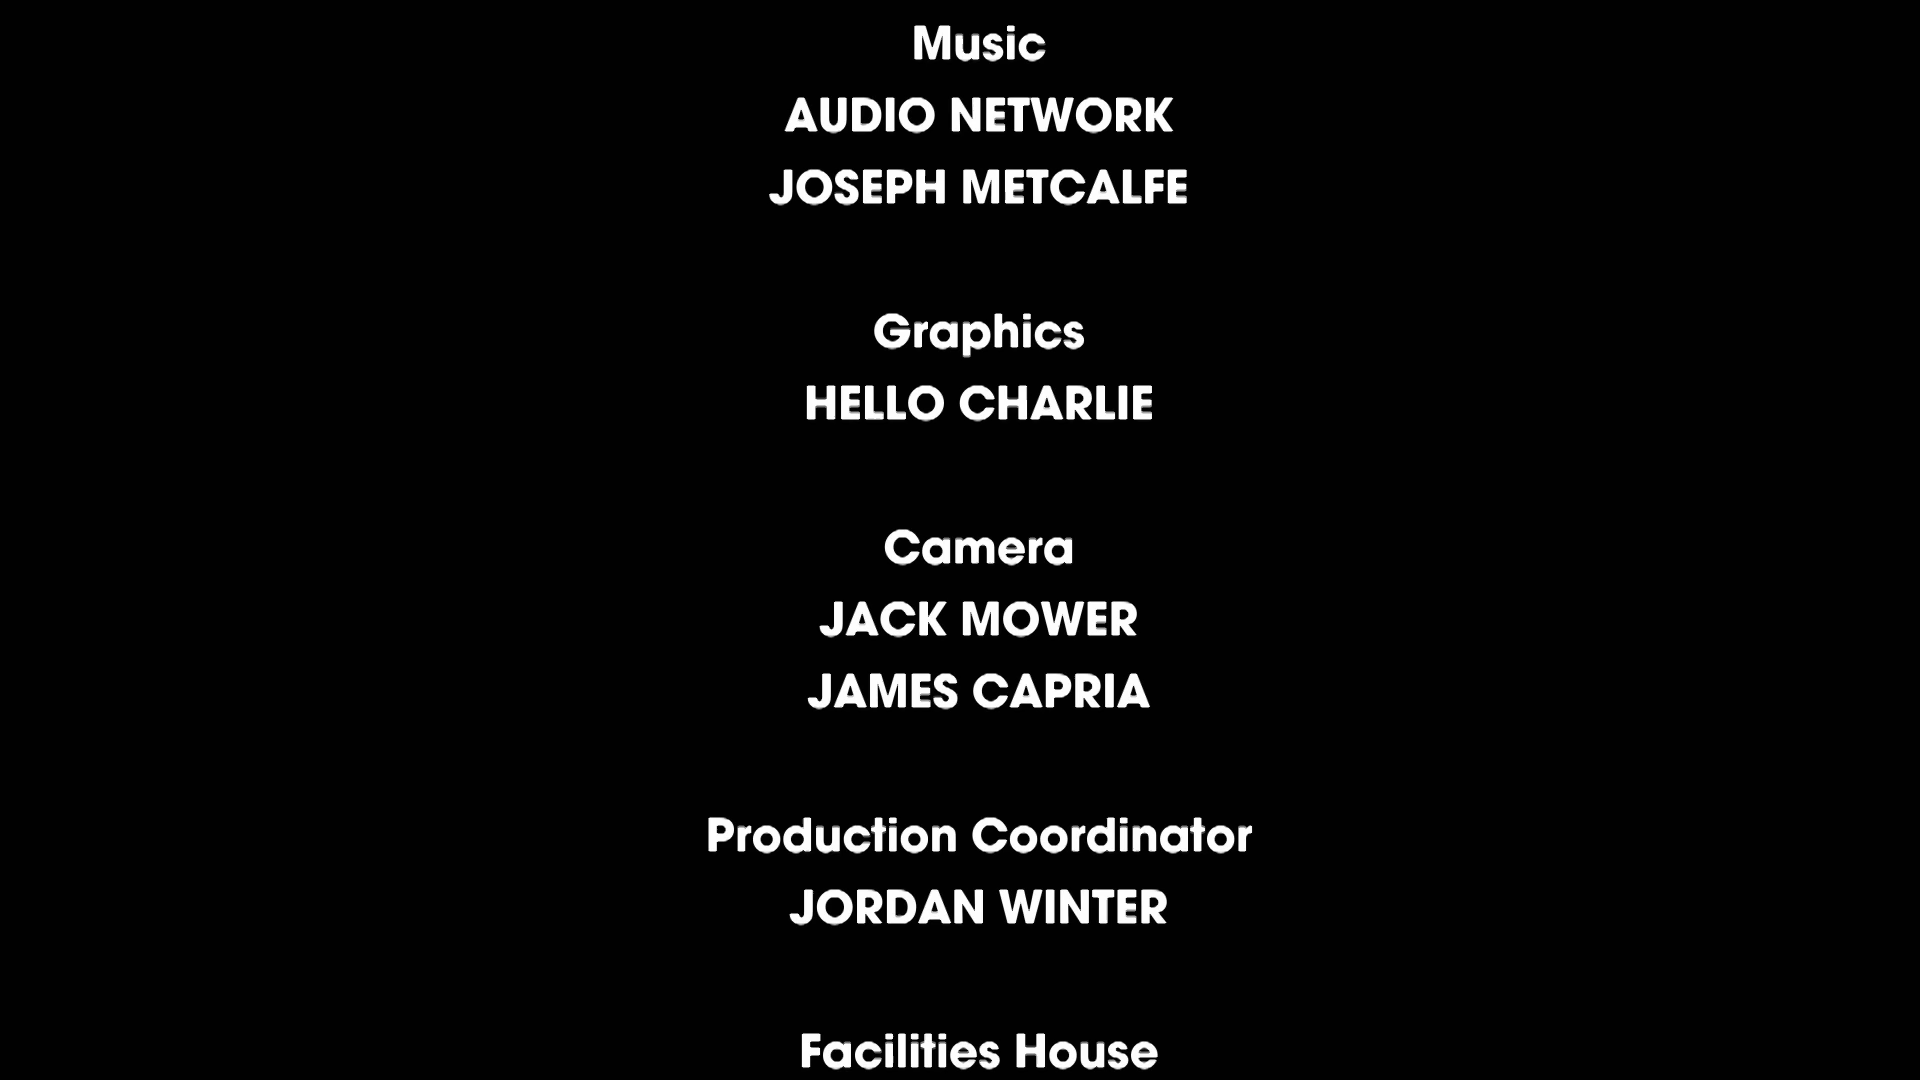 Music
AUDIO NETWORK
JOSEPH METCALFE
Graphics
HELLO CHARLIE
Camera
JACK MOWER
JAMES CAPRIA
Production Coordinator
JORDAN WINTER
Facilities House